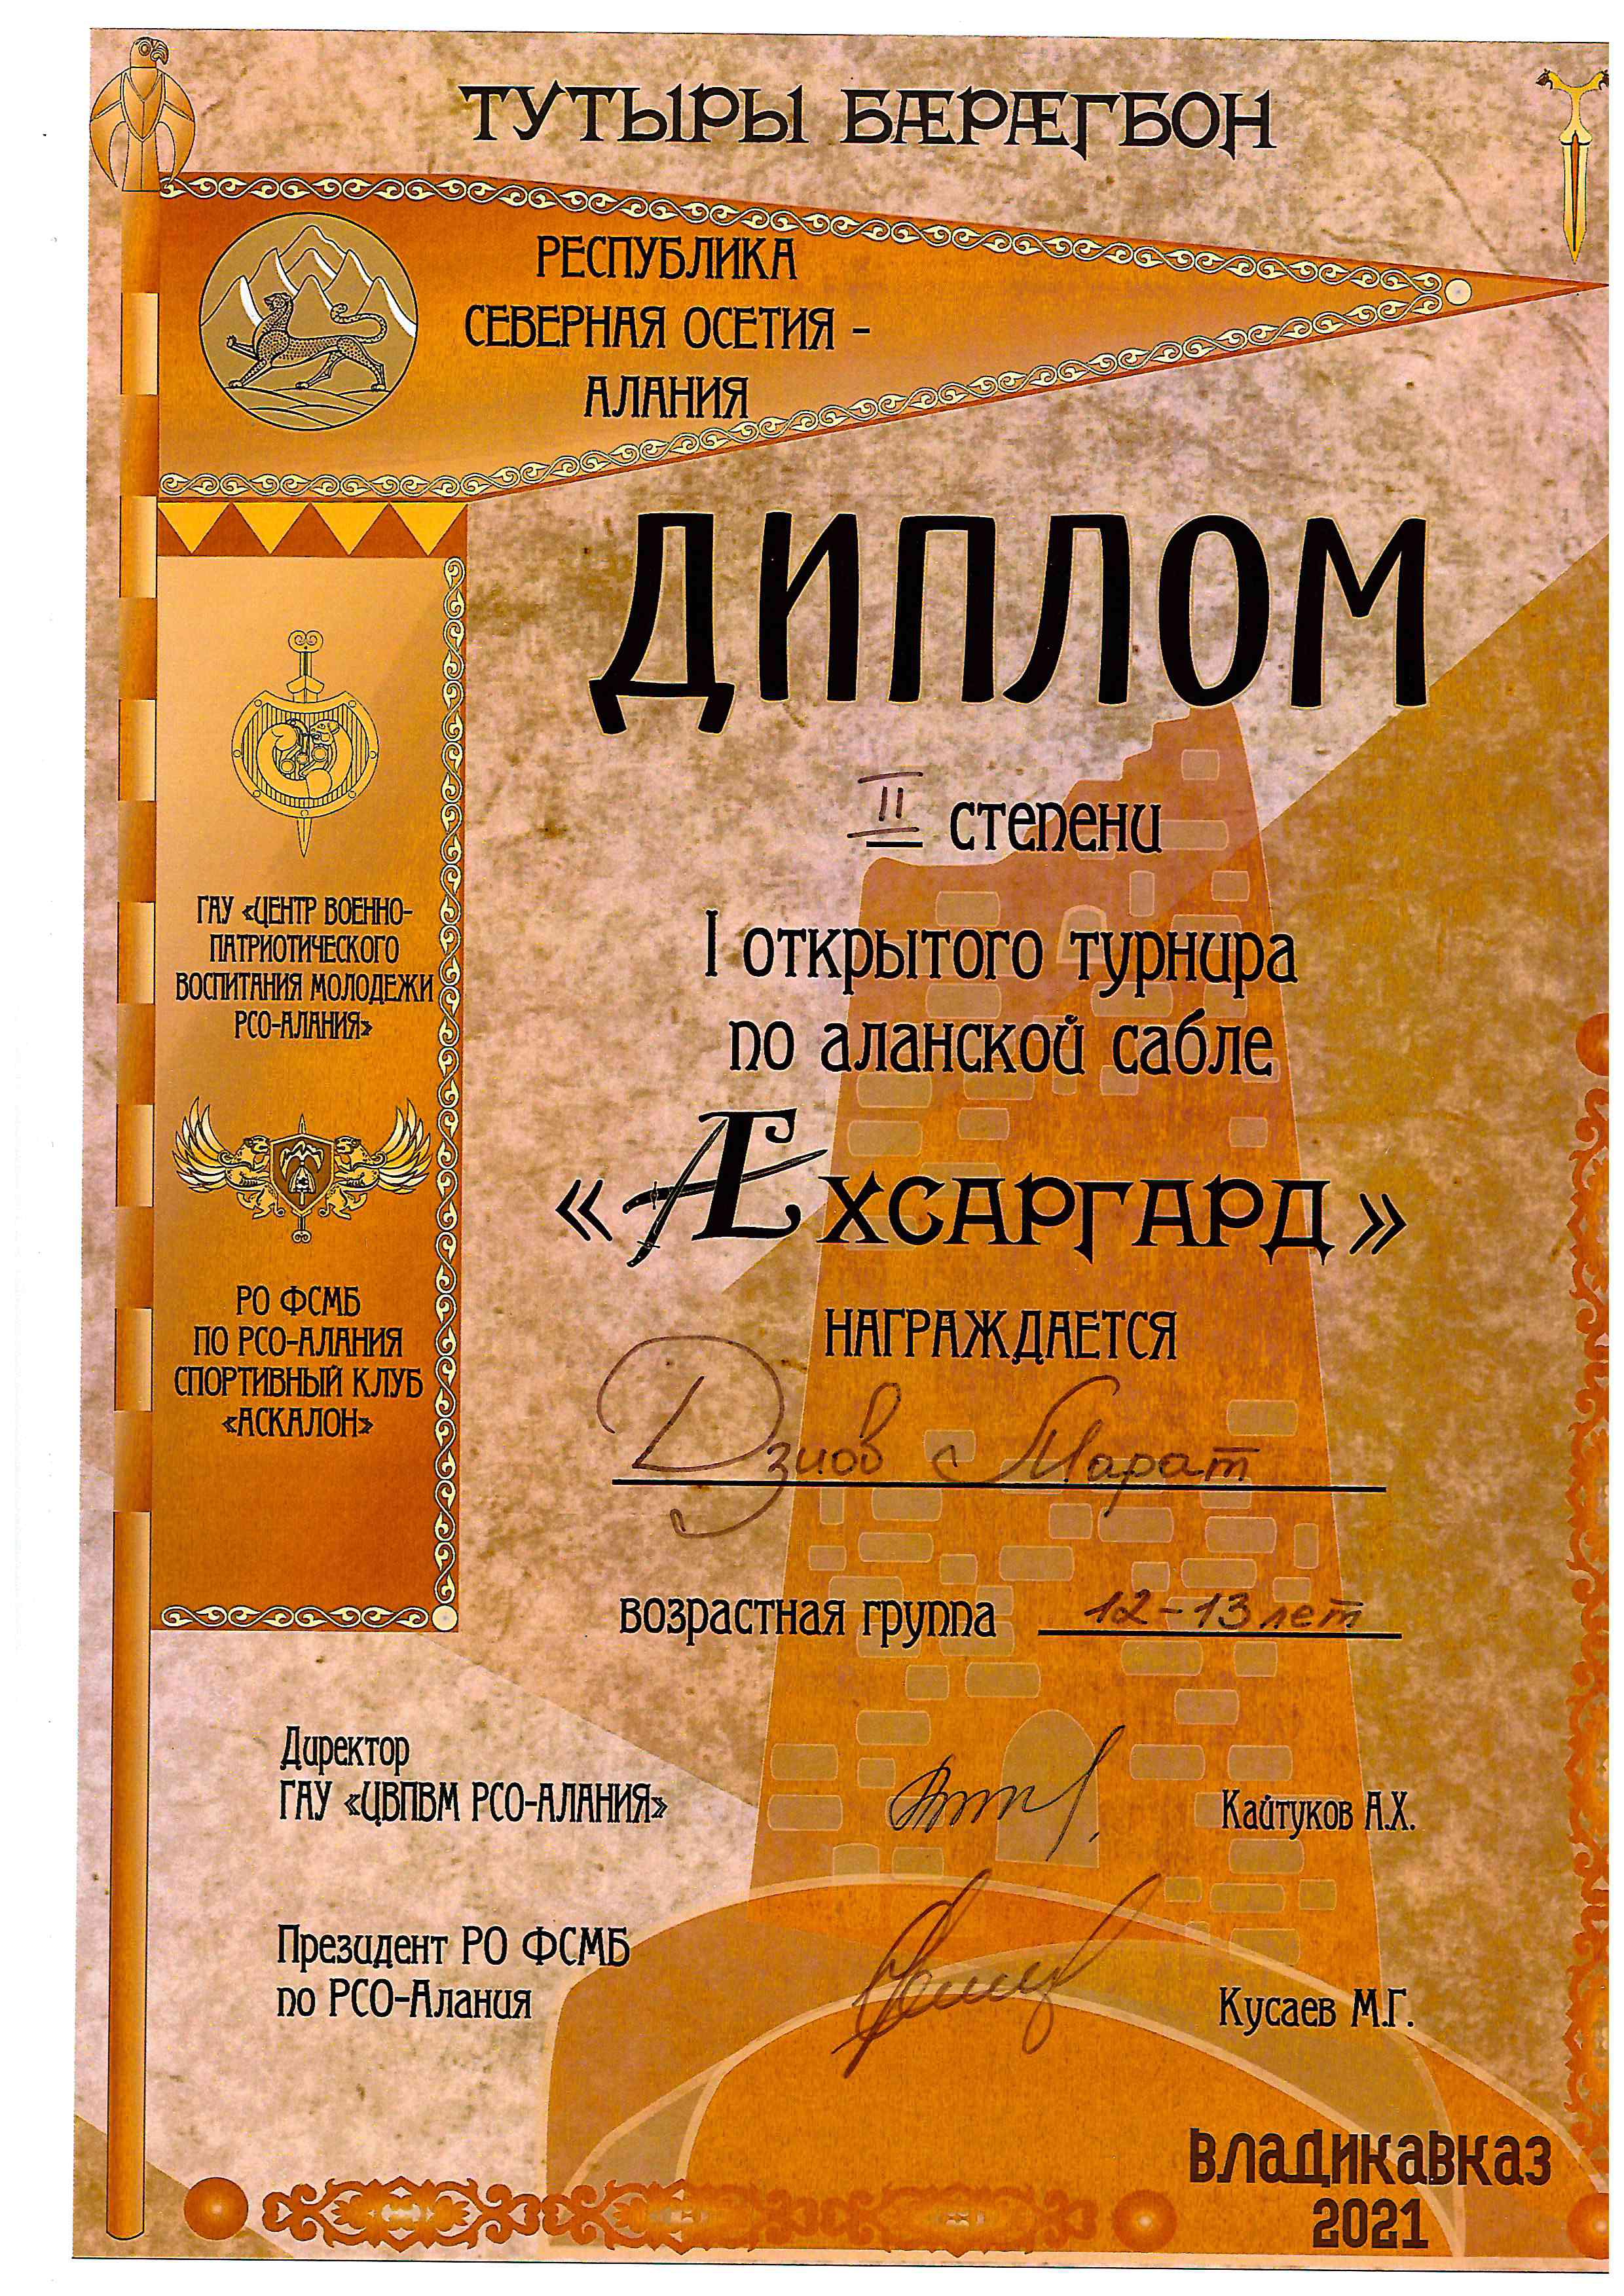 ТУТЫРЫ БÆРÆГБОН
РЕСПУБЛИКА
СЕВЕРНАЯ ОСЕТИЯ –
АЛАНИЯ
ДИПЛОМ
II степени
I открытого турнира
по аланской сабле
«ÆХСАРГАРД»
НАГРАЖДАЕТСЯ
Дзиов Марат
возрастная группа 12-13 лет
ГАУ «ЦЕНТР ВОЕННО-
ПАТРИОТИЧЕСКОГО
ВОСПИТАНИЯ МОЛОДЕЖИ
РСО-АЛАНИЯ»
РО ФСМБ
ПО РСО-АЛАНИЯ
СПОРТИВНЫЙ КЛУБ
«АСКАЛОН»
Директор
ГАУ «ЦВПВМ РСО-АЛАНИЯ»
Кайтуков А.Х.
Президент РО ФСМБ
по РСО-Алания
Кусаев М.Г.
ВЛАДИКАВКАЗ
2021